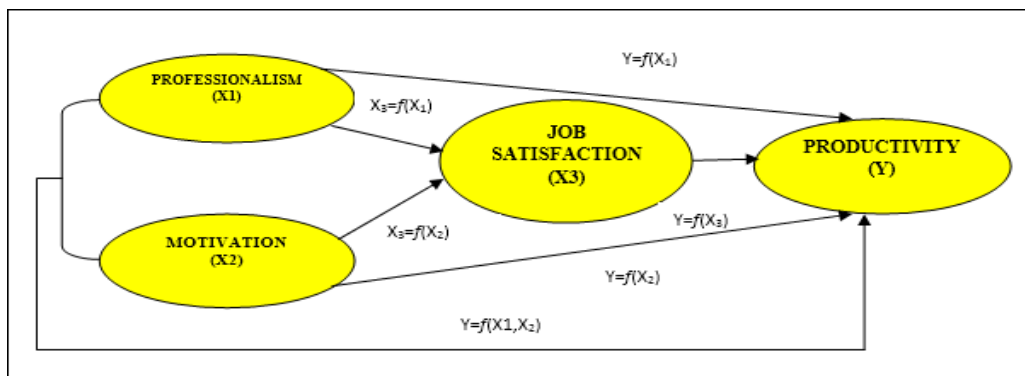 Y=f(X₁)
PROFESSIONALISM
(X1)
X₃=f(X₁)
JOB
SATISFACTION
(X3)
PRODUCTIVITY
(Y)
MOTIVATION
(X2)
X₃=f(X₂)
Y=f(X₃)
Y=f(X₂)
Y=f(X1,X₂)